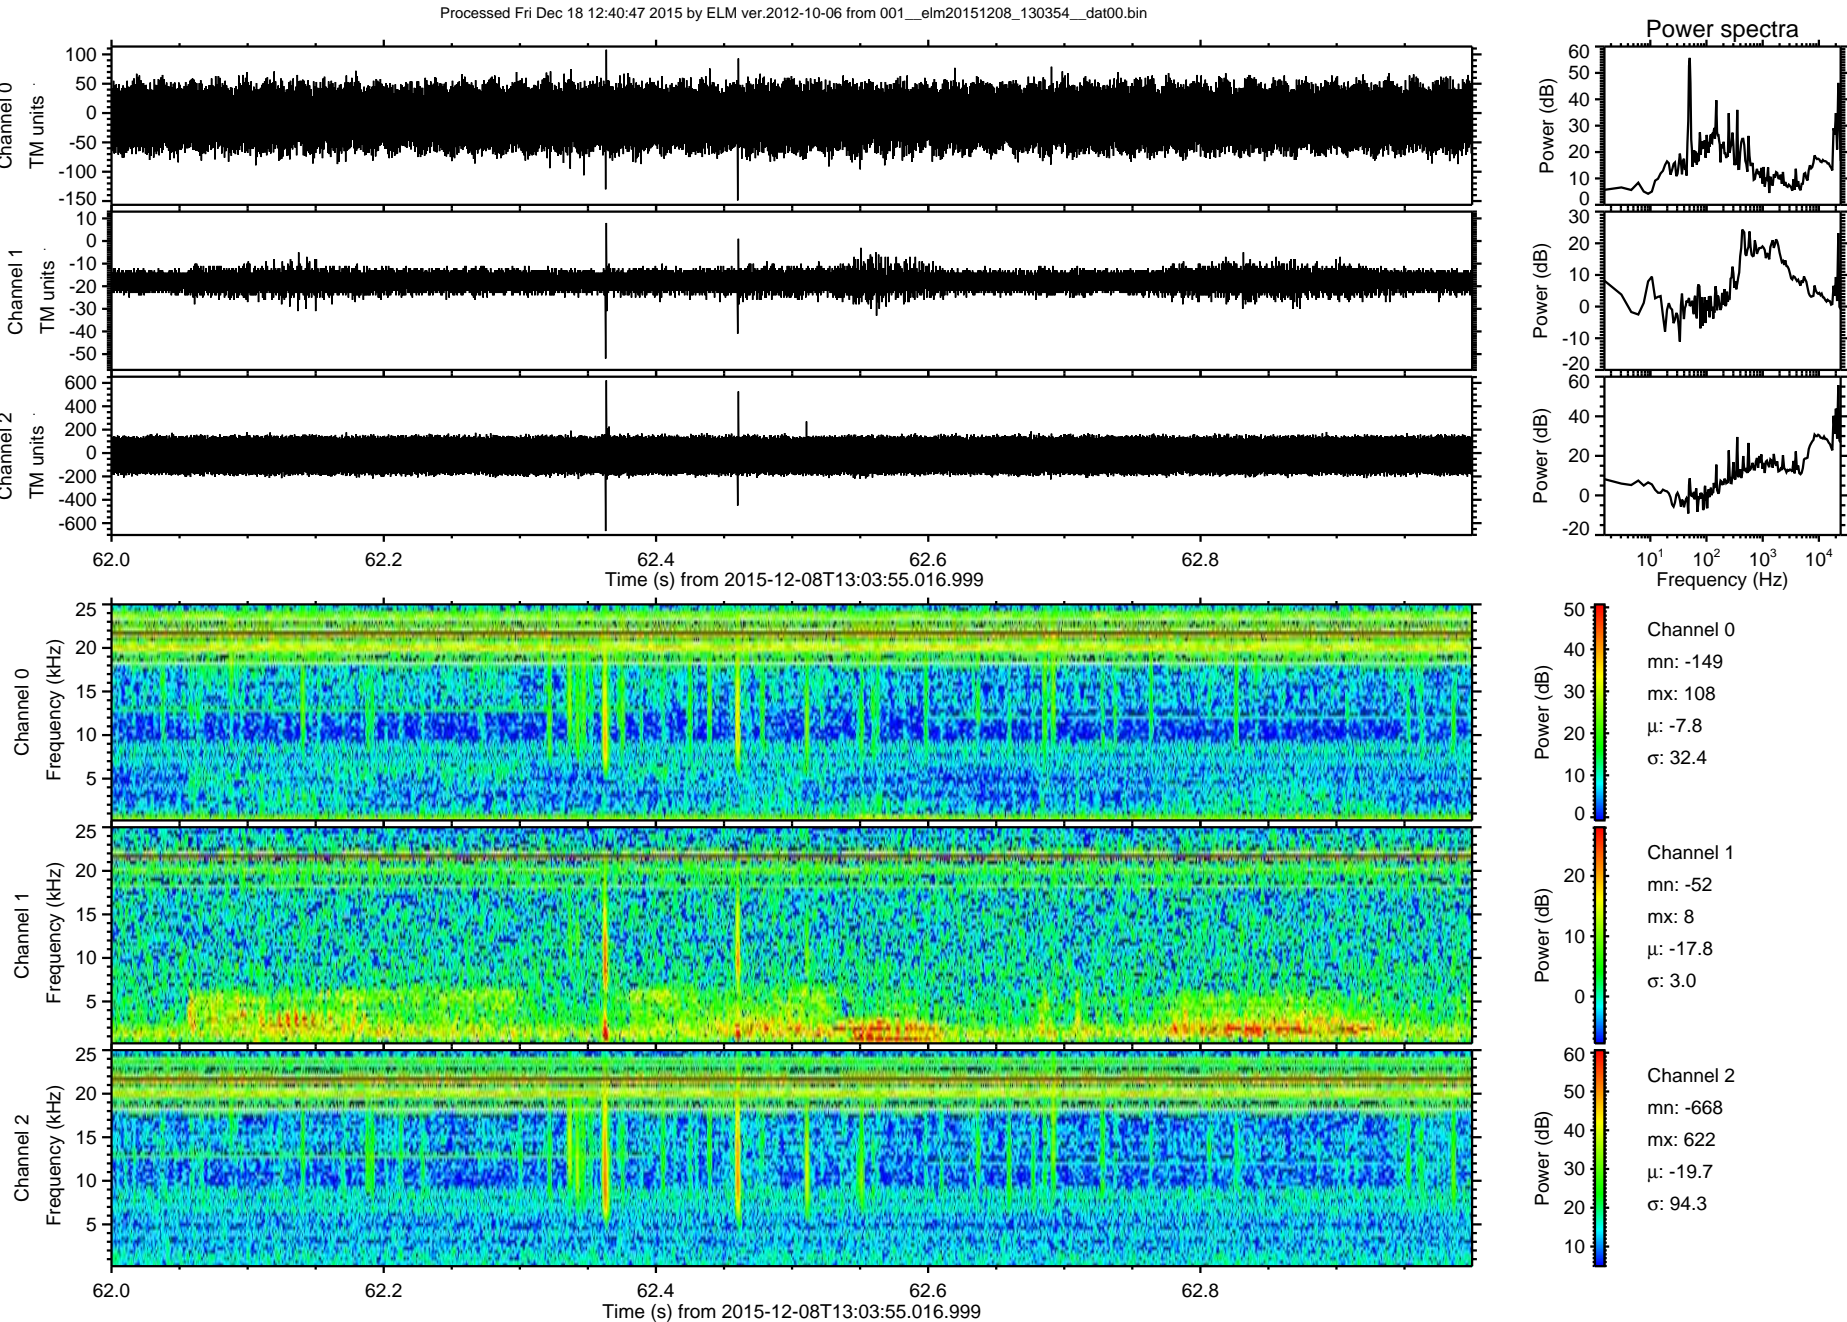 Processed Fri Dec 18 12:40:47 2015 by ELM ver.2012-10-06 from 001__elm20151208_130354__dat00.bin
Power spectra
Channel 0
TM units
100
50
0
-50
-100
-150
Power (dB)
60
50
40
30
20
10
0
Channel 1
TM units
10
0
-10
-20
-30
-40
-50
Power (dB)
30
20
10
0
-10
-20
Channel 2
TM units
600
400
200
0
-200
-400
-600
Power (dB)
60
40
20
0
-20
62.0 62.2 62.4 62.6 62.8
Time (s) from 2015-12-08T13:03:55.016.999
10^1 10^2 10^3 10^4
Frequency (Hz)
Channel 0
Frequency (kHz)
25
20
15
10
5
Power (dB)
50
40
30
20
10
0
Channel 0
mn: -149
mx: 108
μ: -7.8
σ: 32.4
Channel 1
Frequency (kHz)
25
20
15
10
5
Power (dB)
20
10
0
Channel 1
mn: -52
mx: 8
μ: -17.8
σ: 3.0
Channel 2
Frequency (kHz)
25
20
15
10
5
Power (dB)
60
50
40
30
20
10
Channel 2
mn: -668
mx: 622
μ: -19.7
σ: 94.3
62.0 62.2 62.4 62.6 62.8
Time (s) from 2015-12-08T13:03:55.016.999